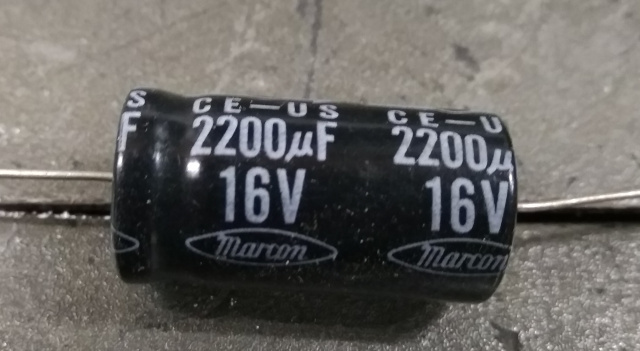 S
F
CE-US
2200μF
16V
marcon
CE-U
2200μ
16V
marcon